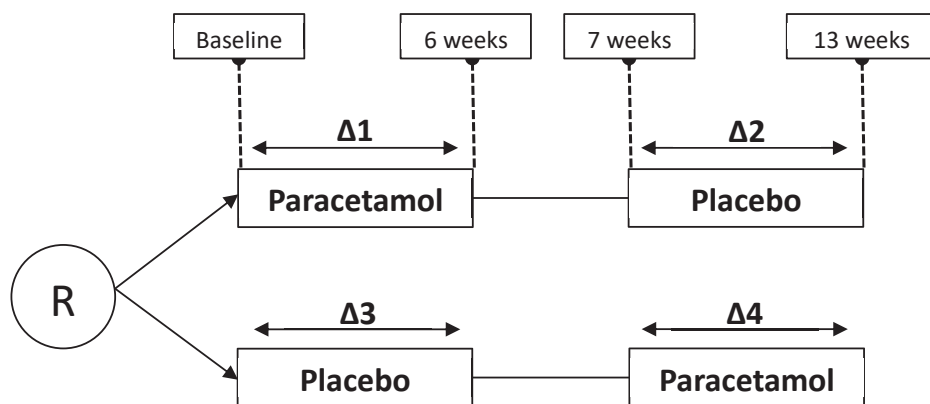 Baseline
6 weeks
7 weeks
13 weeks
Δ1
Δ2
Paracetamol
Placebo
R
Δ3
Δ4
Placebo
Paracetamol